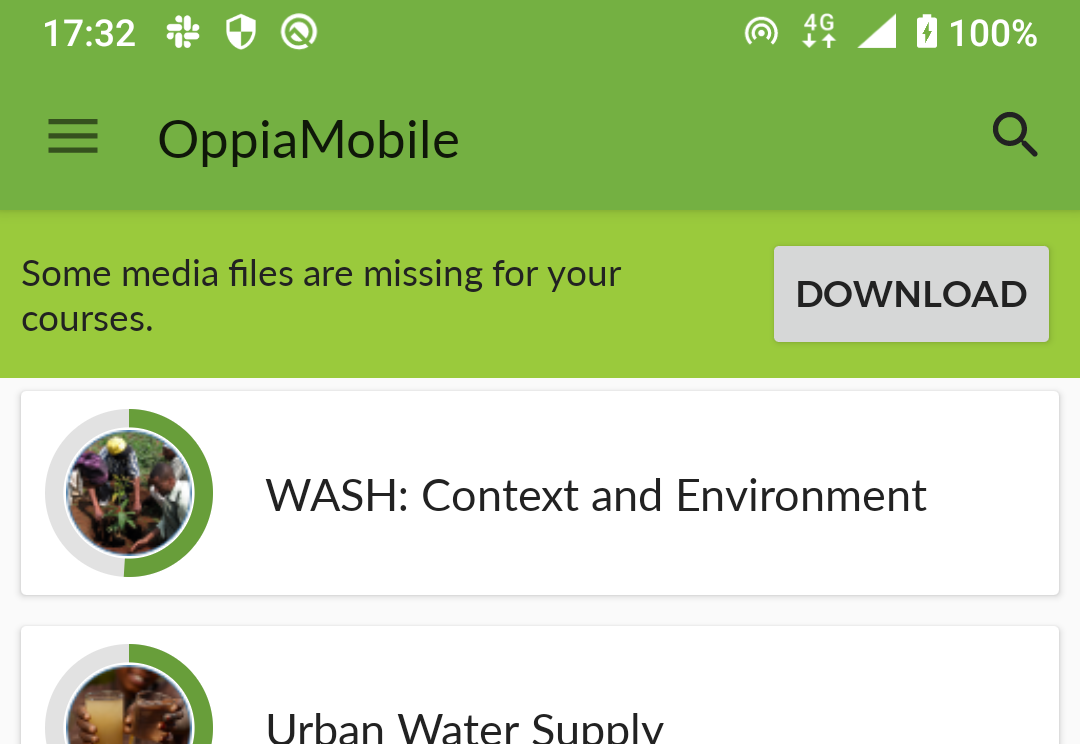 17:32 4G 100%
OppiaMobile
Some media files are missing for your
courses.
DOWNLOAD
WASH: Context and Environment
Urban Water Supply